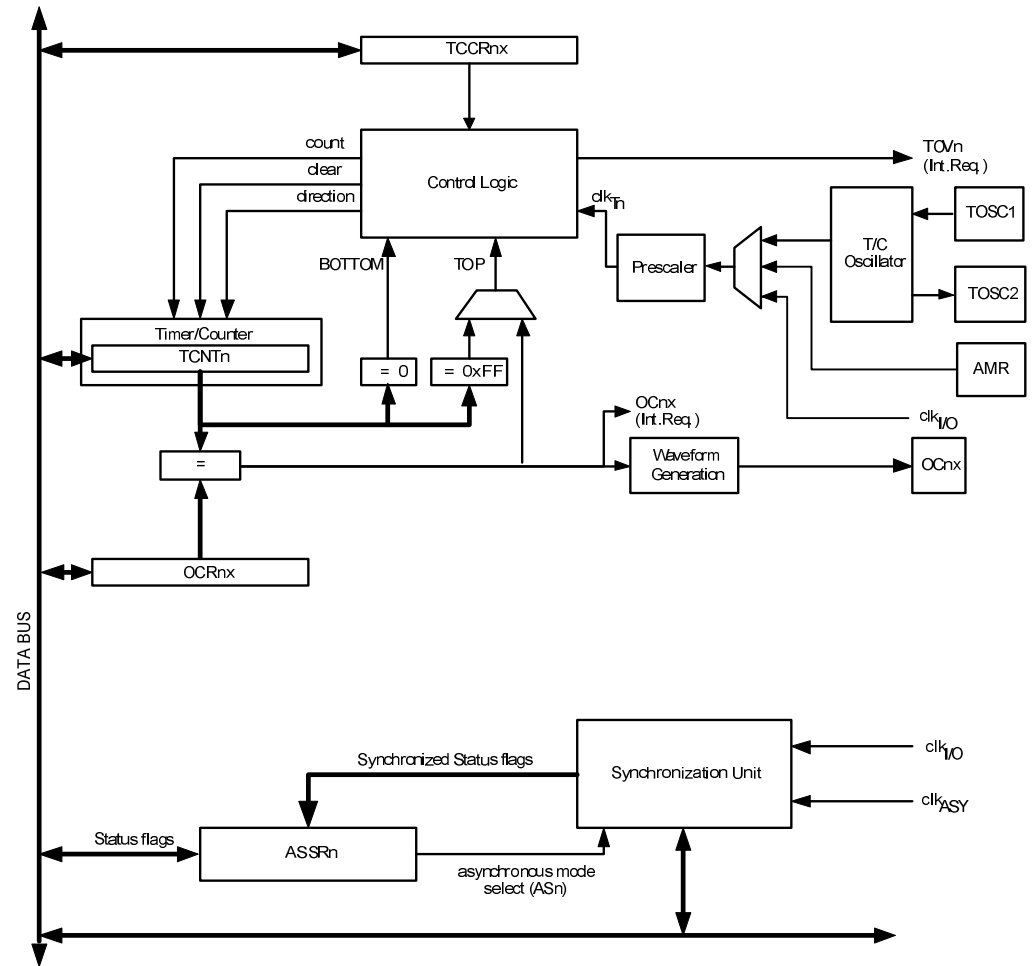 TCCRnx
count
clear
direction
Control Logic
TOVn
(Int.Req.)
clkTn
TOSC1
T/C
Oscillator
TOSC2
Prescaler
BOTTOM
TOP
Timer/Counter
TCNTn
= 0
= 0xFF
AMR
OCnx
(Int.Req.)
clkI/O
=
Waveform
Generation
OCnx
OCRnx
DATA BUS
Synchronized Status flags
Synchronization Unit
clkI/O
clkASY
Status flags
ASSRn
asynchronous mode
select (ASn)